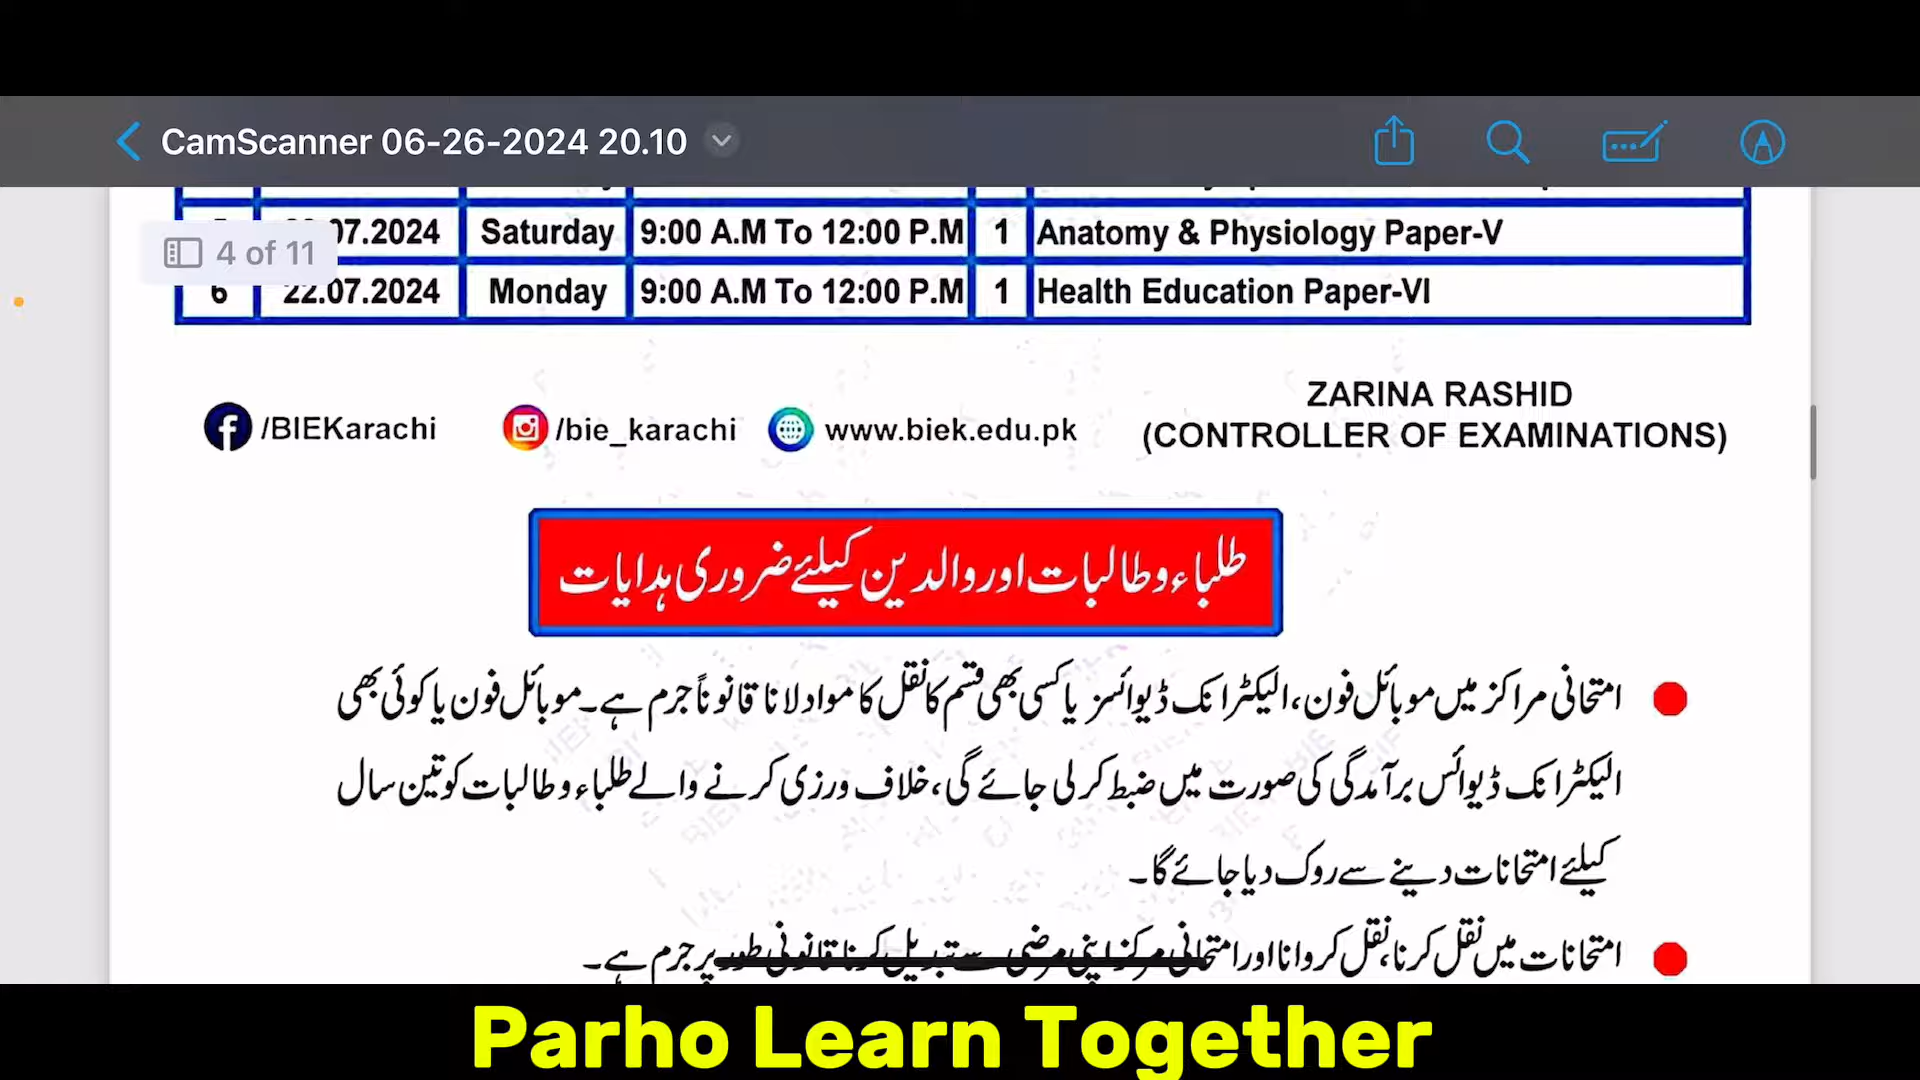 CamScanner 06-26-2024 20.10
4 of 11
07.2024 Saturday 9:00 A.M To 12:00 P.M 1 Anatomy & Physiology Paper-V
6 22.07.2024 Monday 9:00 A.M To 12:00 P.M 1 Health Education Paper-VI
/BIEKarachi /bie_karachi www.biek.edu.pk
ZARINA RASHID
(CONTROLLER OF EXAMINATIONS)
طلباء و طالبات اور والدین کیلئے ضروری ہدایات
امتحانی مراکز میں موبائل فون، الیکٹرانک ڈیوائسز یا کسی بھی قسم کا نقل کا مواد لانا قانوناً جرم ہے۔ موبائل فون یا کوئی بھی
الیکٹرانک ڈیوائس برآمدگی کی صورت میں ضبط کر لی جائے گی، خلاف ورزی کرنے والے طلباء و طالبات کو تین سال
کیلئے امتحانات دینے سے روک دیا جائے گا۔
امتحانات میں نقل کرنا، نقل کروانا اور امتحانی مرکز اپنی مرضی سے تبدیل کرنا قانونی طور پر جرم ہے۔
Parho Learn Together